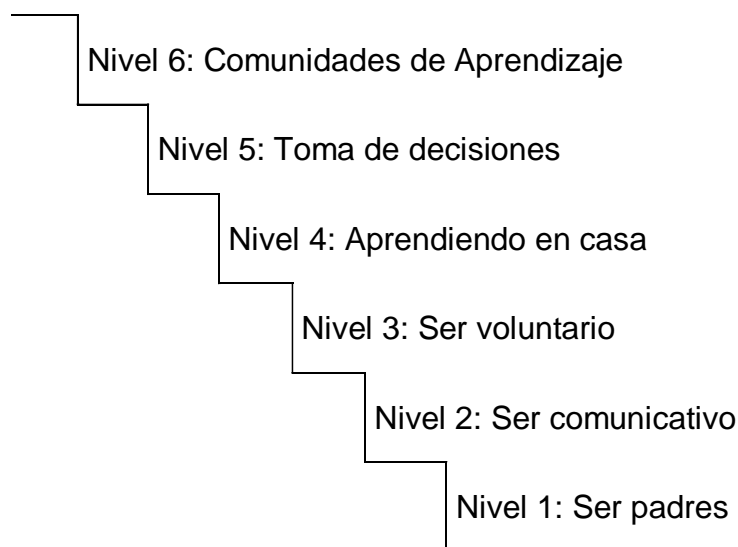 Nivel 6: Comunidades de Aprendizaje
Nivel 5: Toma de decisiones
Nivel 4: Aprendiendo en casa
Nivel 3: Ser voluntario
Nivel 2: Ser comunicativo
Nivel 1: Ser padres